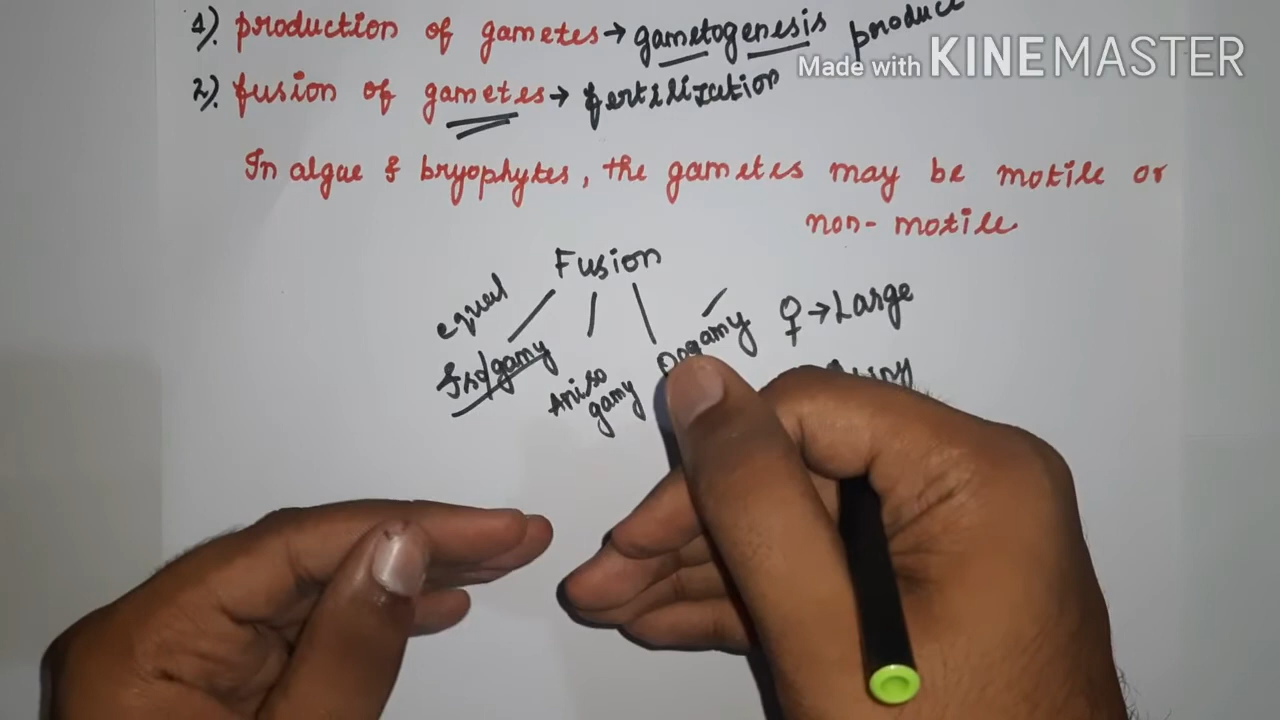 1). production of gametes → gametogenesis product
Made with KINEMASTER
2). fusion of gametes → fertilization
In algae & bryophytes, the gametes may be motile or
non-motile
Fusion
equal
Isogamy
Aniso
gamy
Oogamy
♀ → Large